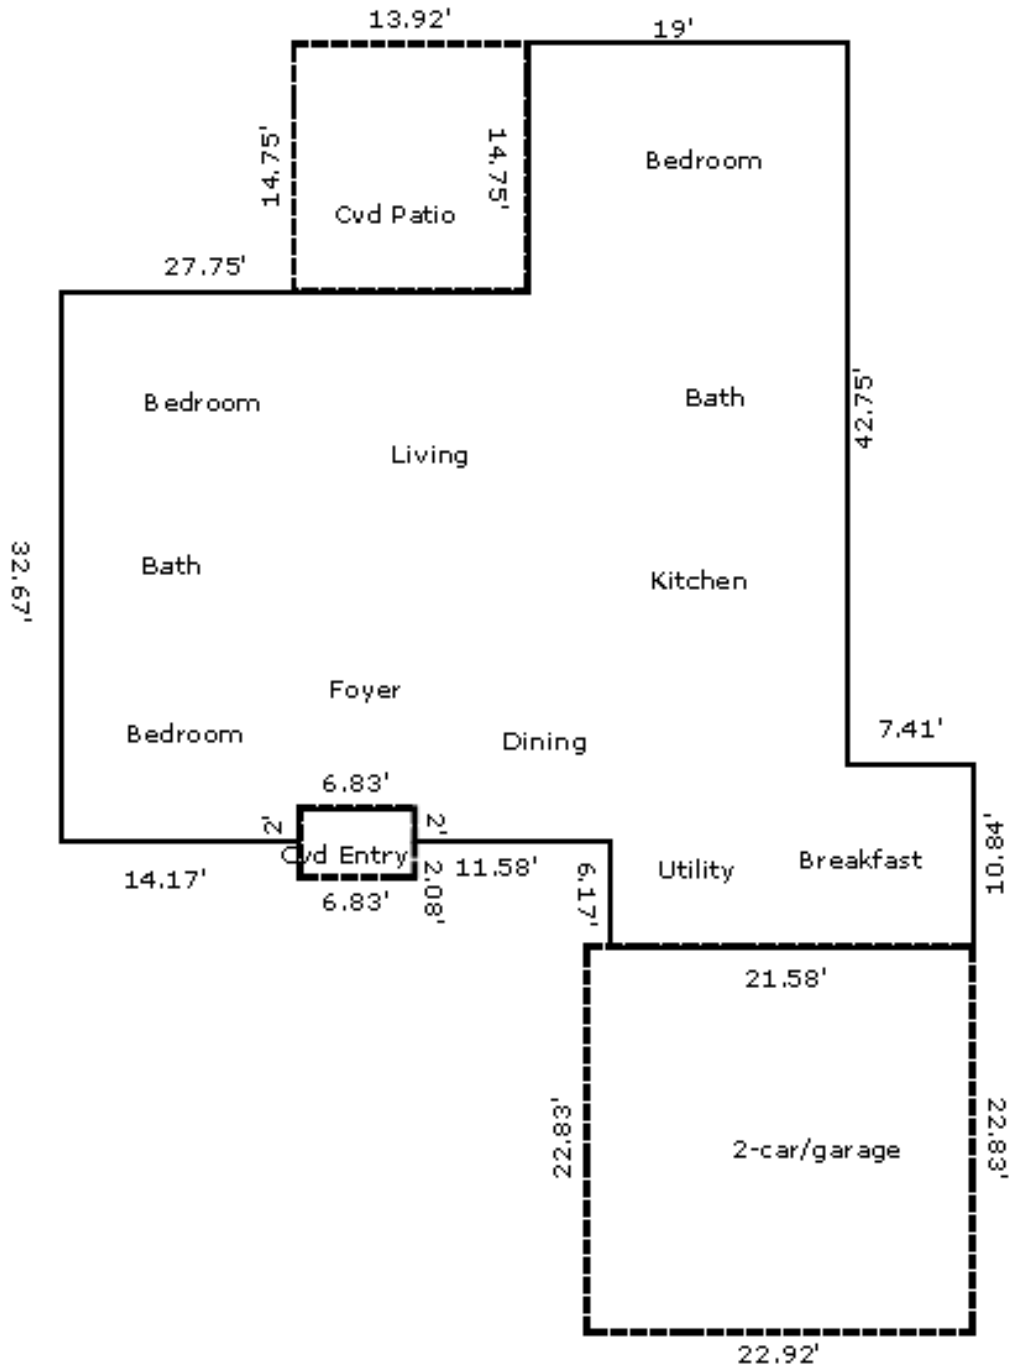 13.92'
19'
14.75'
14.75'
Bedroom
Cvd Patio
27.75'
42.75'
Bedroom
Bath
Living
32.67'
Bath
Kitchen
Foyer
Bedroom
Dining
7.41'
6.83'
2'
2'
Cvd Entry
11.58'
Utility
Breakfast
10.84'
14.17'
6.83'
2.08'
6.17'
21.58'
22.83'
2-car/garage
22.83'
22.92'